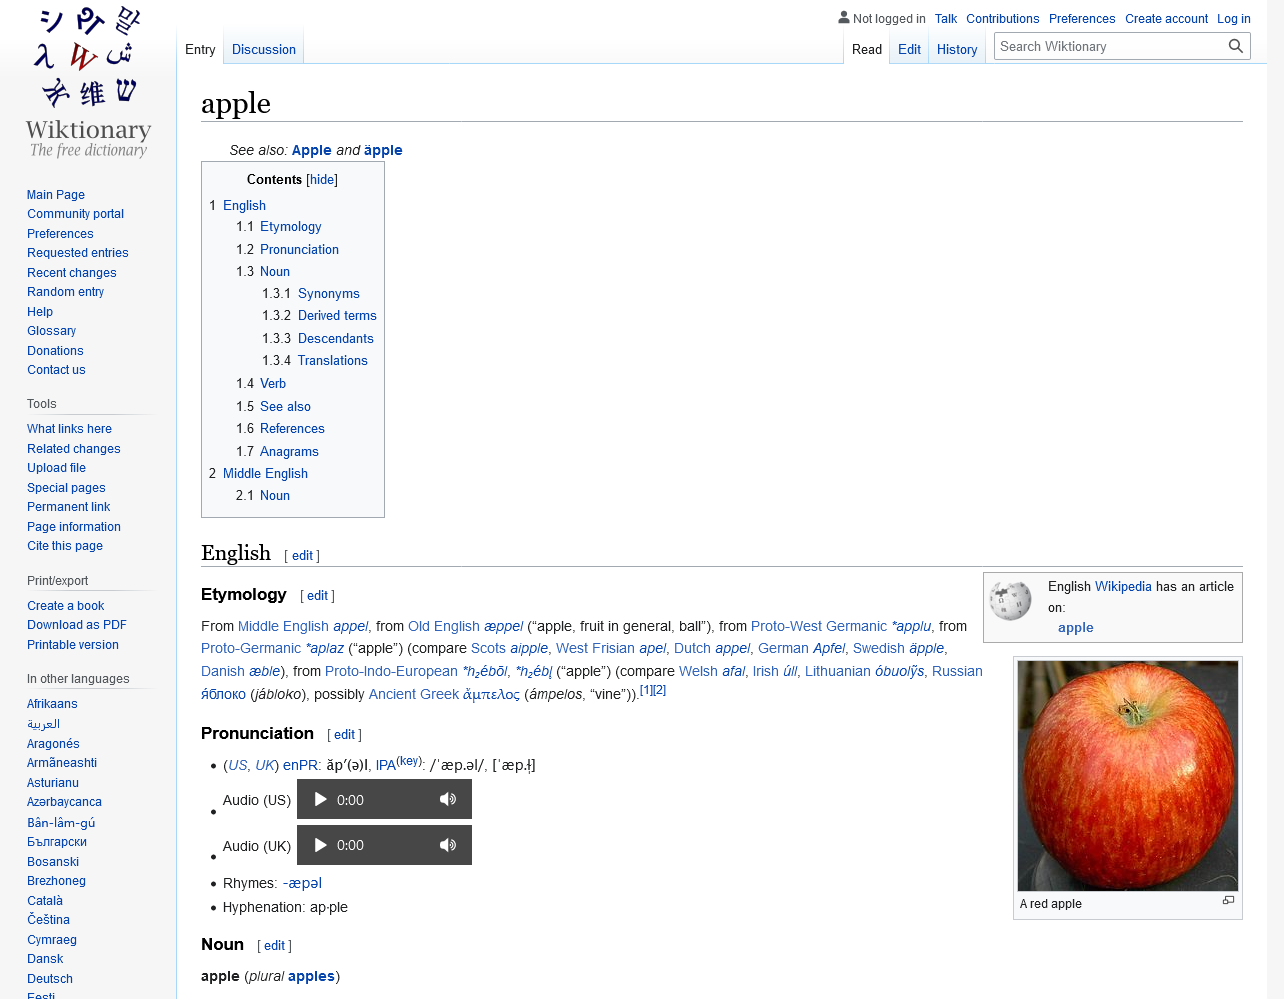 Wiktionary
The free dictionary
Main Page
Community portal
Preferences
Requested entries
Recent changes
Random entry
Help
Glossary
Donations
Contact us
Tools
What links here
Related changes
Upload file
Special pages
Permanent link
Page information
Cite this page
Print/export
Create a book
Download as PDF
Printable version
In other languages
Afrikaans
العربية
Aragonés
Armãneashti
Asturianu
Azərbaycanca
Bân-lâm-gú
Български
Bosanski
Brezhoneg
Català
Čeština
Cymraeg
Dansk
Deutsch
Eesti
Not logged in Talk Contributions Preferences Create account Log in
Entry Discussion Read Edit History Search Wiktionary
apple
See also: Apple and äpple
Contents [hide]
1 English
1.1 Etymology
1.2 Pronunciation
1.3 Noun
1.3.1 Synonyms
1.3.2 Derived terms
1.3.3 Descendants
1.3.4 Translations
1.4 Verb
1.5 See also
1.6 References
1.7 Anagrams
2 Middle English
2.1 Noun
English [ edit ]
Etymology [ edit ]
From Middle English appel, from Old English æppel (“apple, fruit in general, ball”), from Proto-West Germanic *applu, from
Proto-Germanic *aplaz (“apple”) (compare Scots aipple, West Frisian apel, Dutch appel, German Apfel, Swedish äpple,
Danish æble), from Proto-Indo-European *h₂ébōl, *h₂ébl̥ (“apple”) (compare Welsh afal, Irish úll, Lithuanian óbuolỹs, Russian
я́блоко (jábloko), possibly Ancient Greek ἄμπελος (ámpelos, “vine”)).[1][2]
Pronunciation [ edit ]
• (US, UK) enPR: ăp′(ə)l, IPA(key): /ˈæp.əl/, [ˈæp.ɫ̩]
• Audio (US) 0:00
• Audio (UK) 0:00
• Rhymes: -æpəl
• Hyphenation: ap‧ple
Noun [ edit ]
apple (plural apples)
English Wikipedia has an article
on:
apple
A red apple